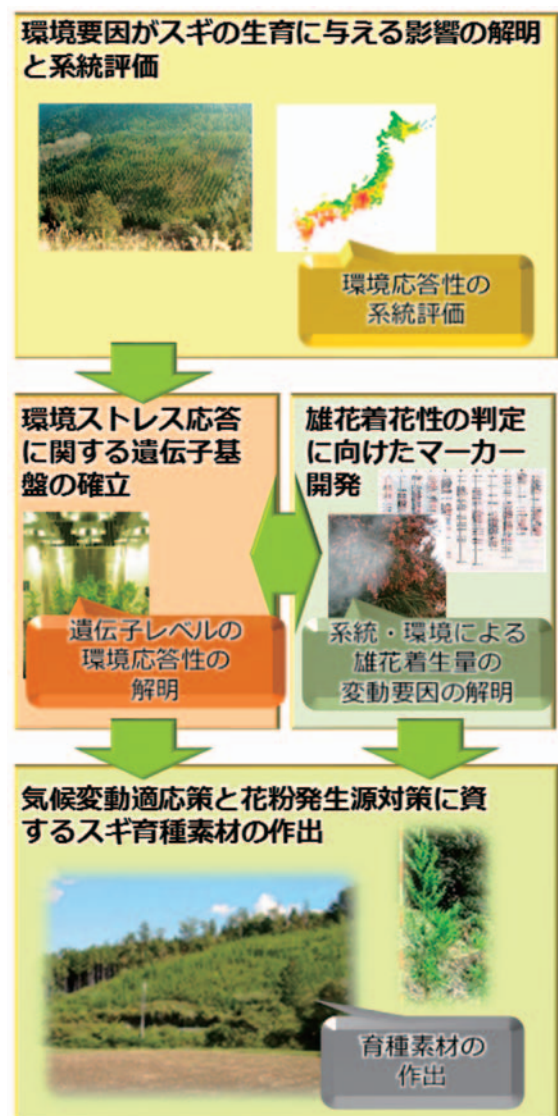 環境要因がスギの生育に与える影響の解明
と系統評価
環境応答性の
系統評価
環境ストレス応答
に関する遺伝子基
盤の確立
遺伝子レベルの
環境応答性の
解明
雄花着花性の判定
に向けたマーカー
開発
系統・環境による
雄花着生量の
変動要因の解明
気候変動適応策と花粉発生源対策に資
するスギ育種素材の作出
育種素材の
作出